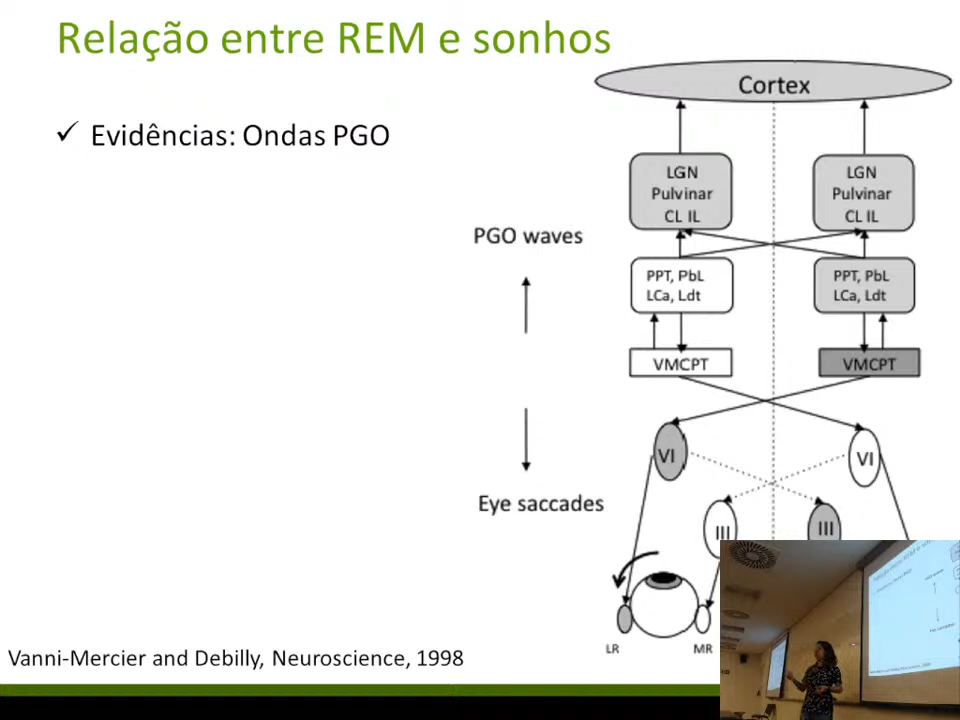 Relação entre REM e sonhos
✓ Evidências: Ondas PGO
Cortex
LGN
Pulvinar
CL IL
LGN
Pulvinar
CL IL
PGO waves
PPT, PbL
LCa, Ldt
PPT, PbL
LCa, Ldt
VMCPT
VMCPT
VI
VI
Eye saccades
III
III
LR
MR
Vanni-Mercier and Debilly, Neuroscience, 1998